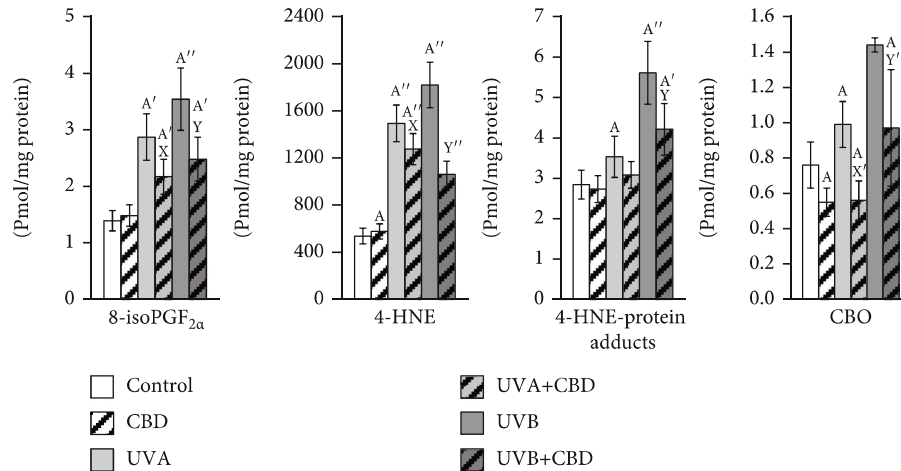 5
4
3
2
1
0
(Pmol/mg protein)
A′
A′
X
A′′
A′
Y
8-isoPGF2α
2400
2000
1600
1200
800
400
0
(Pmol/mg protein)
A
A′′
A′′
X
A′′
Y′′
4-HNE
7
6
5
4
3
2
1
0
(Pmol/mg protein)
A
A′′
A′
Y
4-HNE-protein
adducts
1.6
1.4
1.2
1.0
0.8
0.6
0.4
0.2
0.0
(Pmol/mg protein)
A
A
A
X′
A
Y′
CBO
Control
CBD
UVA
UVA+CBD
UVB
UVB+CBD